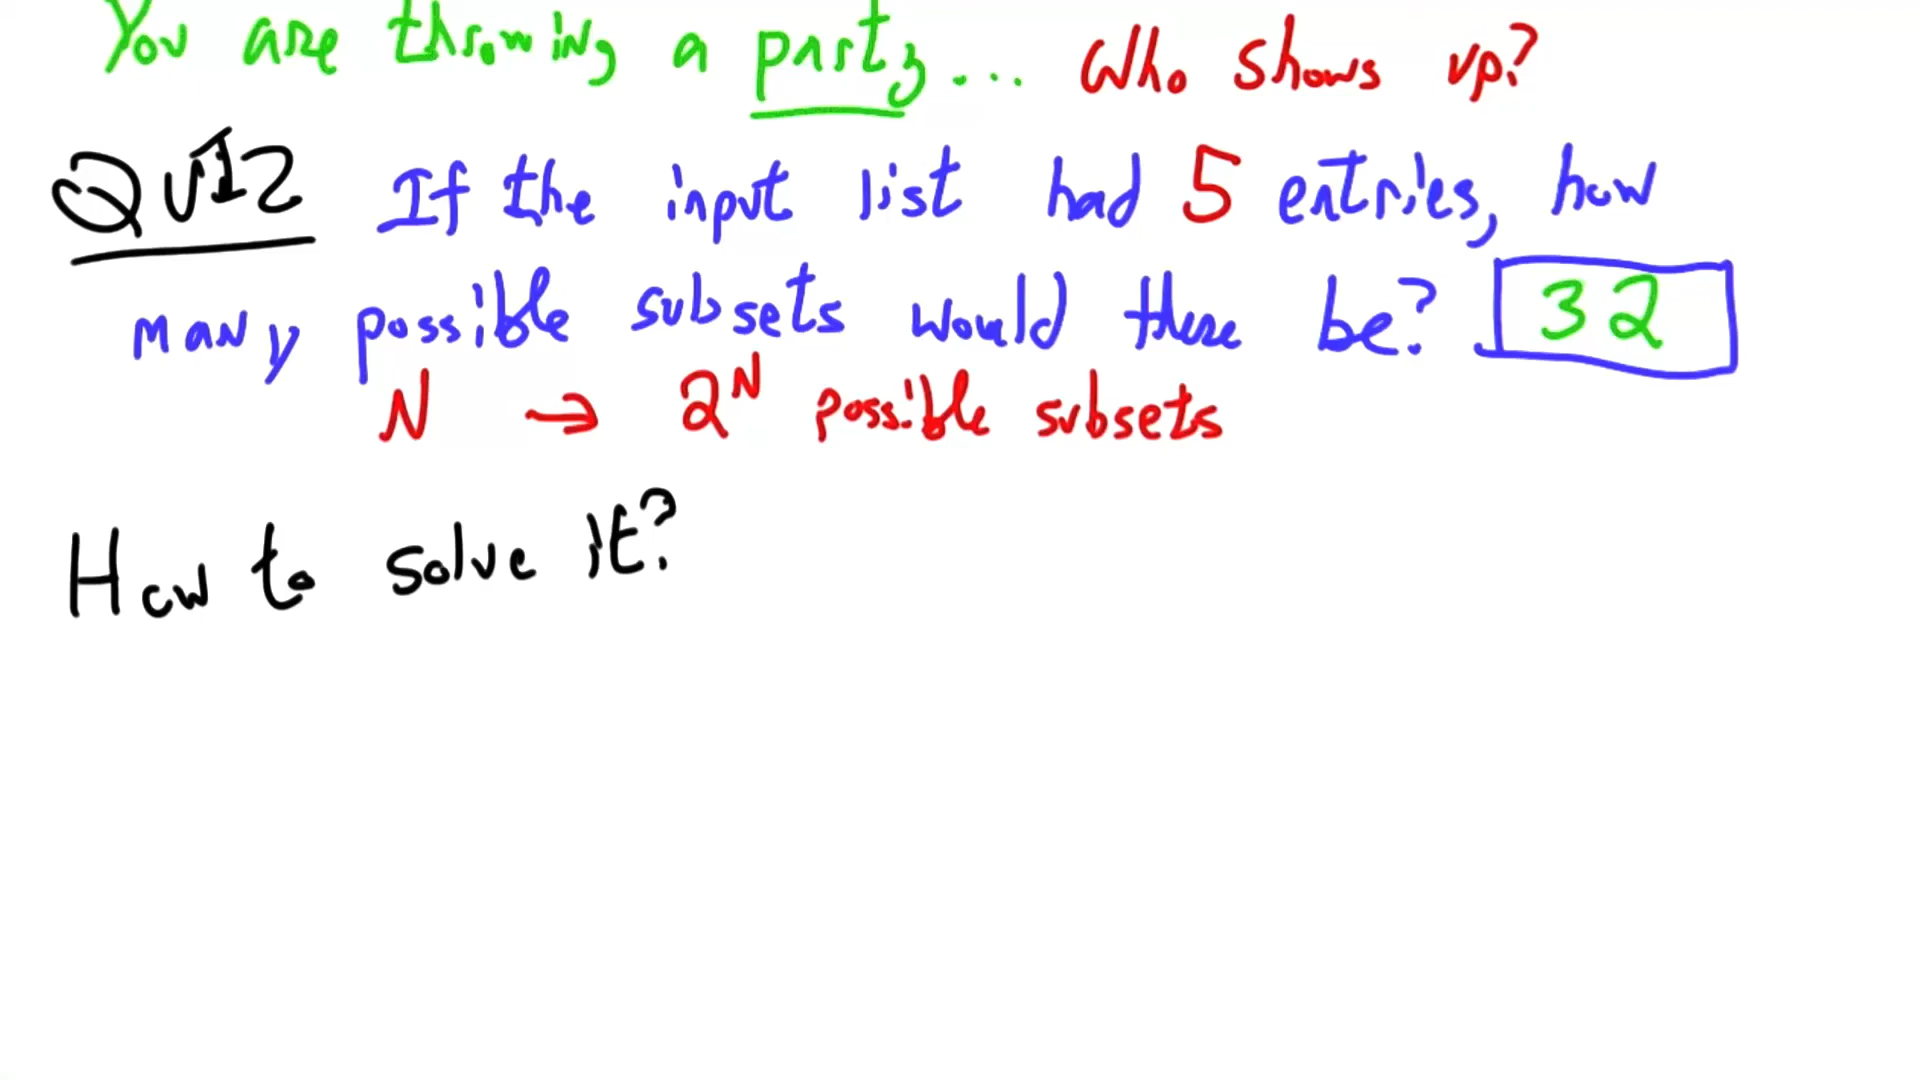 You are throwing a party... Who shows up?
QUIZ If the input list had 5 entries, how
many possible subsets would there be? 32
N → 2^N possible subsets
How to solve it?